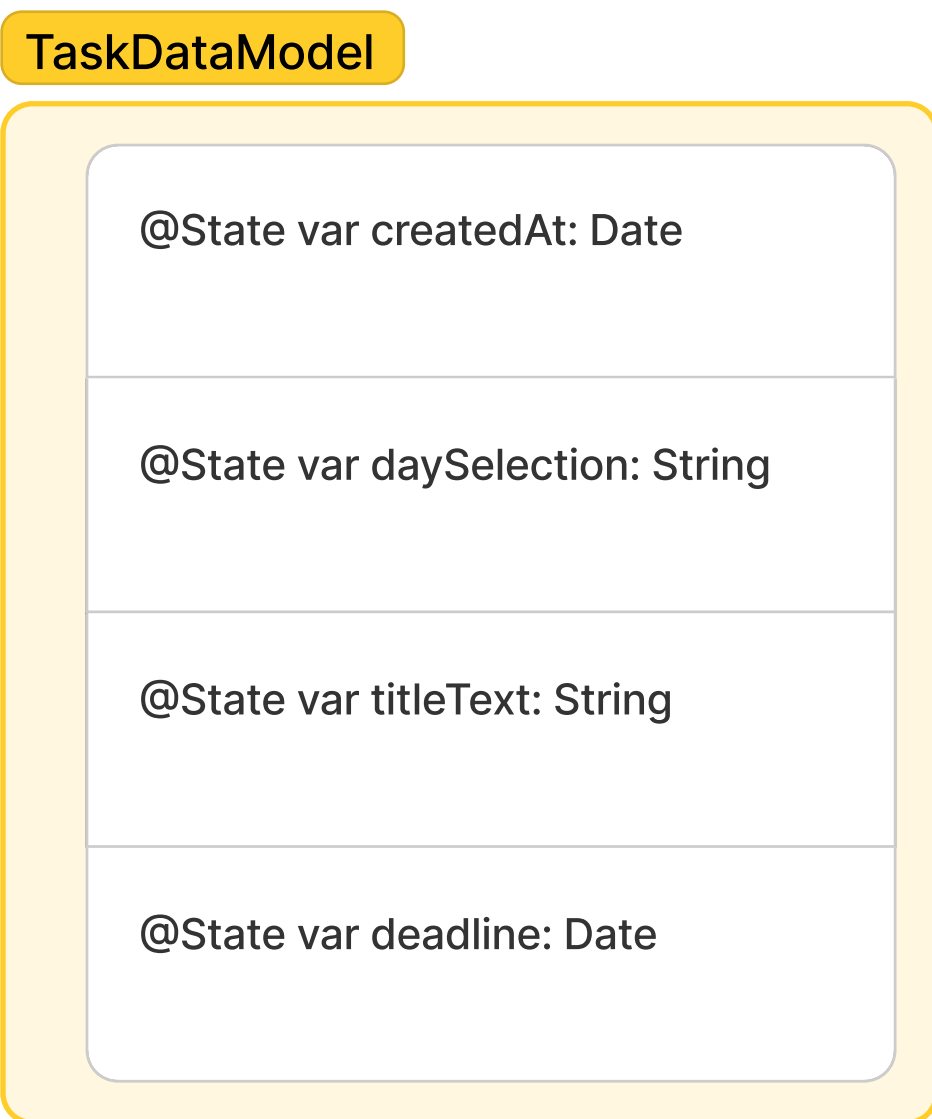 TaskDataModel
@State var createdAt: Date
@State var daySelection: String
@State var titleText: String
@State var deadline: Date